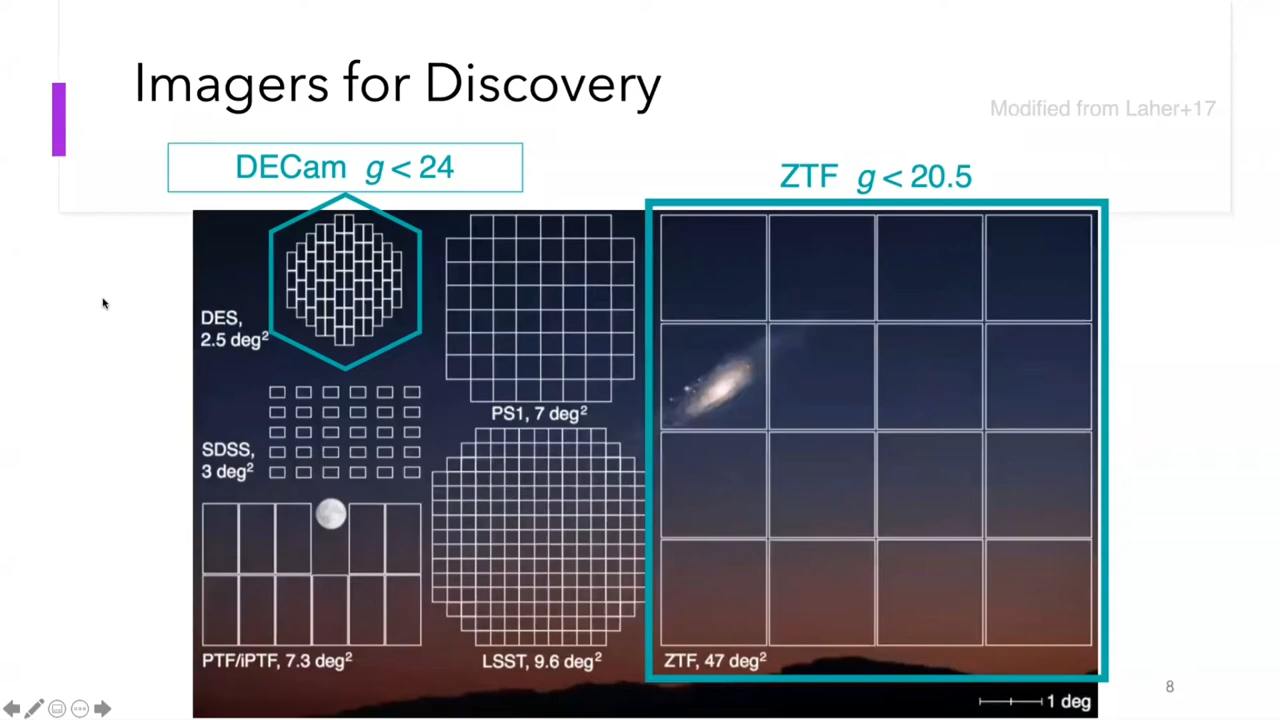 Imagers for Discovery
Modified from Laher+17
DECam g < 24
ZTF g < 20.5
DES,
2.5 deg²
PS1, 7 deg²
SDSS,
3 deg²
PTF/iPTF, 7.3 deg²
LSST, 9.6 deg²
ZTF, 47 deg²
1 deg
8